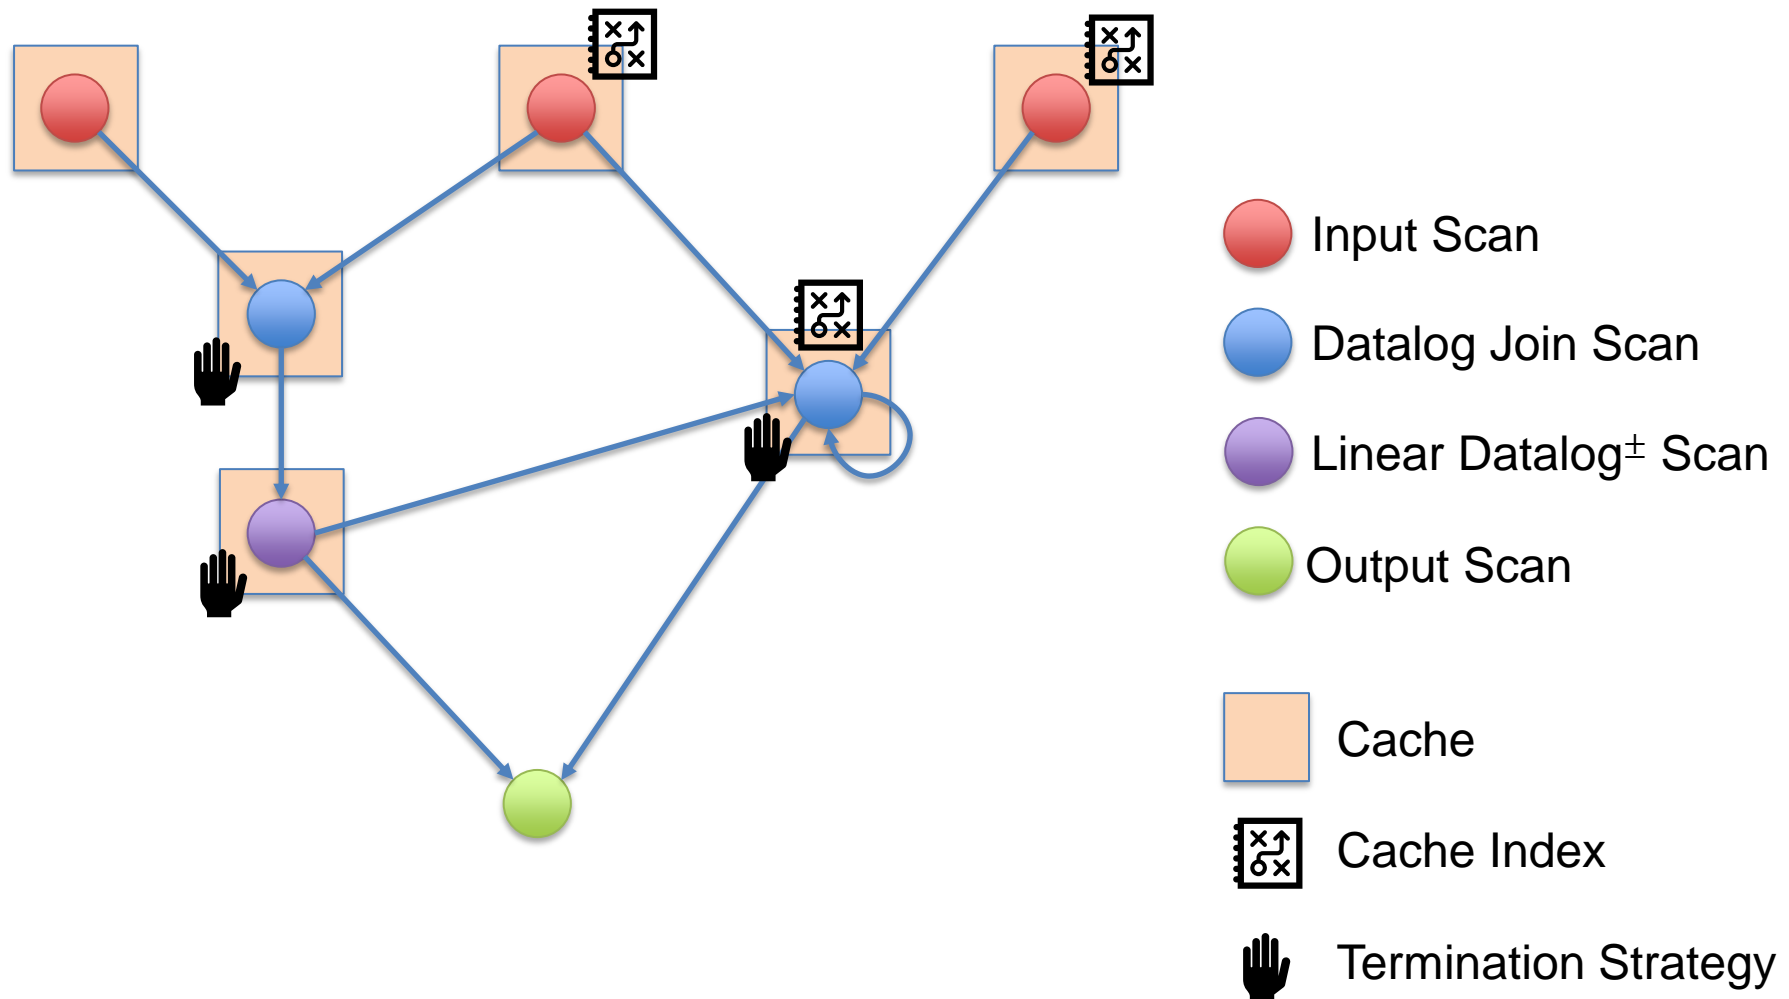 Input Scan
Datalog Join Scan
Linear Datalog± Scan
Output Scan
Cache
Cache Index
Termination Strategy